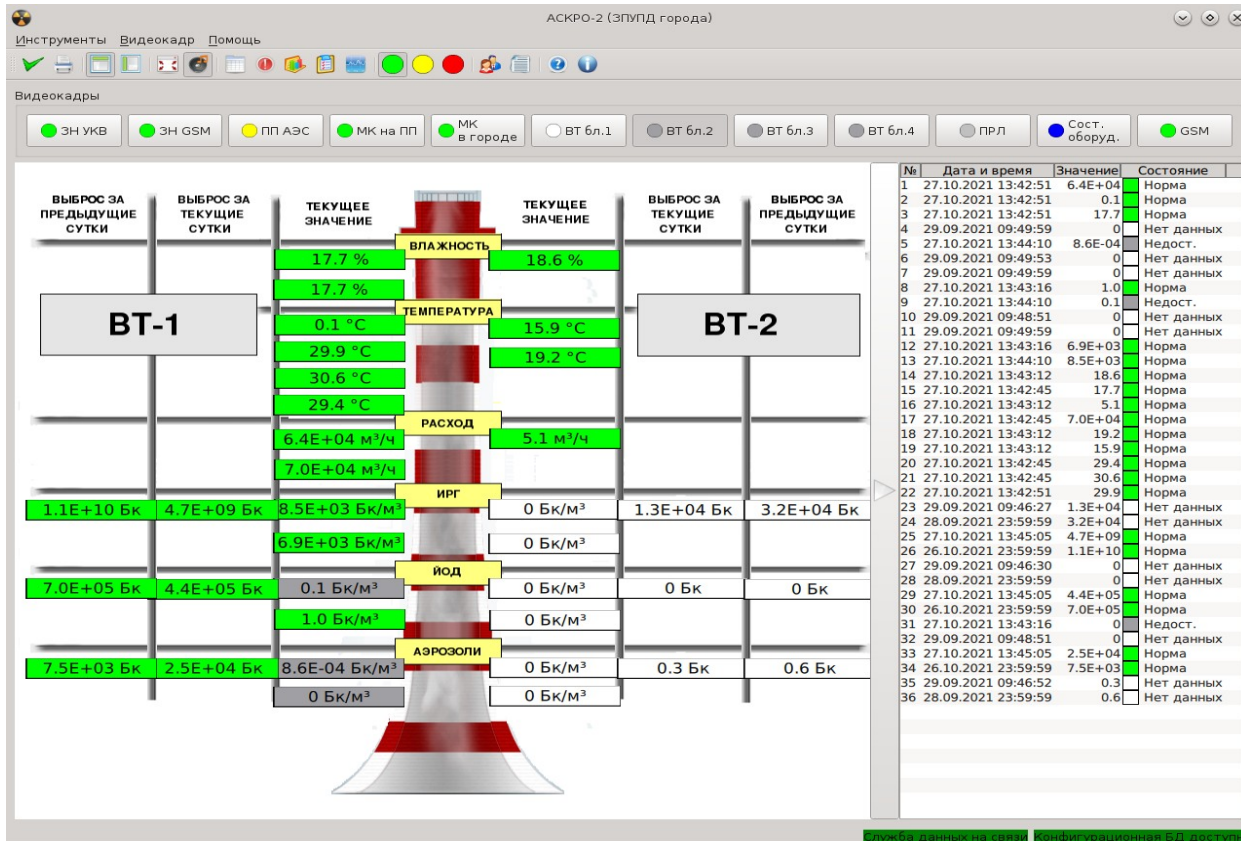 АСКРО-2 (ЗПУПД города)
Инструменты Видеокадр Помощь
Видеокадры
ЗН УКВ ЗН GSM ПП АЭС МК на ПП МК в городе ВТ бл.1 ВТ бл.2 ВТ бл.3 ВТ бл.4 ПРЛ Сост. оборуд. GSM
ВЫБРОС ЗА ПРЕДЫДУЩИЕ СУТКИ
ВЫБРОС ЗА ТЕКУЩИЕ СУТКИ
ТЕКУЩЕЕ ЗНАЧЕНИЕ
ТЕКУЩЕЕ ЗНАЧЕНИЕ
ВЫБРОС ЗА ТЕКУЩИЕ СУТКИ
ВЫБРОС ЗА ПРЕДЫДУЩИЕ СУТКИ
ВЛАЖНОСТЬ
17.7 % 18.6 %
17.7 %
ВТ-1
ВТ-2
ТЕМПЕРАТУРА
0.1 °C 15.9 °C
29.9 °C 19.2 °C
30.6 °C
29.4 °C
РАСХОД
6.4E+04 м³/ч 5.1 м³/ч
7.0E+04 м³/ч
ИРГ
1.1E+10 Бк 4.7E+09 Бк 8.5E+03 Бк/м³ 0 Бк/м³ 1.3E+04 Бк 3.2E+04 Бк
6.9E+03 Бк/м³ 0 Бк/м³
ЙОД
7.0E+05 Бк 4.4E+05 Бк 0.1 Бк/м³ 0 Бк/м³ 0 Бк 0 Бк
1.0 Бк/м³ 0 Бк/м³
АЭРОЗОЛИ
7.5E+03 Бк 2.5E+04 Бк 8.6E-04 Бк/м³ 0 Бк/м³ 0.3 Бк 0.6 Бк
0 Бк/м³ 0 Бк/м³
№ Дата и время Значение Состояние
1 27.10.2021 13:42:51 6.4E+04 Норма
2 27.10.2021 13:42:51 0.1 Норма
3 27.10.2021 13:42:51 17.7 Норма
4 29.09.2021 09:49:59 0 Нет данных
5 27.10.2021 13:44:10 8.6E-04 Недост.
6 29.09.2021 09:49:53 0 Нет данных
7 29.09.2021 09:49:59 0 Нет данных
8 27.10.2021 13:43:16 1.0 Норма
9 27.10.2021 13:44:10 0.1 Недост.
10 29.09.2021 09:48:51 0 Нет данных
11 29.09.2021 09:49:59 0 Нет данных
12 27.10.2021 13:43:16 6.9E+03 Норма
13 27.10.2021 13:44:10 8.5E+03 Норма
14 27.10.2021 13:43:12 18.6 Норма
15 27.10.2021 13:42:45 17.7 Норма
16 27.10.2021 13:43:12 5.1 Норма
17 27.10.2021 13:42:45 7.0E+04 Норма
18 27.10.2021 13:43:12 19.2 Норма
19 27.10.2021 13:43:12 15.9 Норма
20 27.10.2021 13:42:45 29.4 Норма
21 27.10.2021 13:42:45 30.6 Норма
22 27.10.2021 13:42:51 29.9 Норма
23 29.09.2021 09:46:27 1.3E+04 Нет данных
24 28.09.2021 23:59:59 3.2E+04 Нет данных
25 27.10.2021 13:45:05 4.7E+09 Норма
26 26.10.2021 23:59:59 1.1E+10 Норма
27 29.09.2021 09:46:30 0 Нет данных
28 28.09.2021 23:59:59 0 Нет данных
29 27.10.2021 13:45:05 4.4E+05 Норма
30 26.10.2021 23:59:59 7.0E+05 Норма
31 27.10.2021 13:43:16 0 Недост.
32 29.09.2021 09:48:51 0 Нет данных
33 27.10.2021 13:45:05 2.5E+04 Норма
34 26.10.2021 23:59:59 7.5E+03 Норма
35 29.09.2021 09:46:52 0.3 Нет данных
36 28.09.2021 23:59:59 0.6 Нет данных
Служба данных на связи Конфигурационная БД доступн